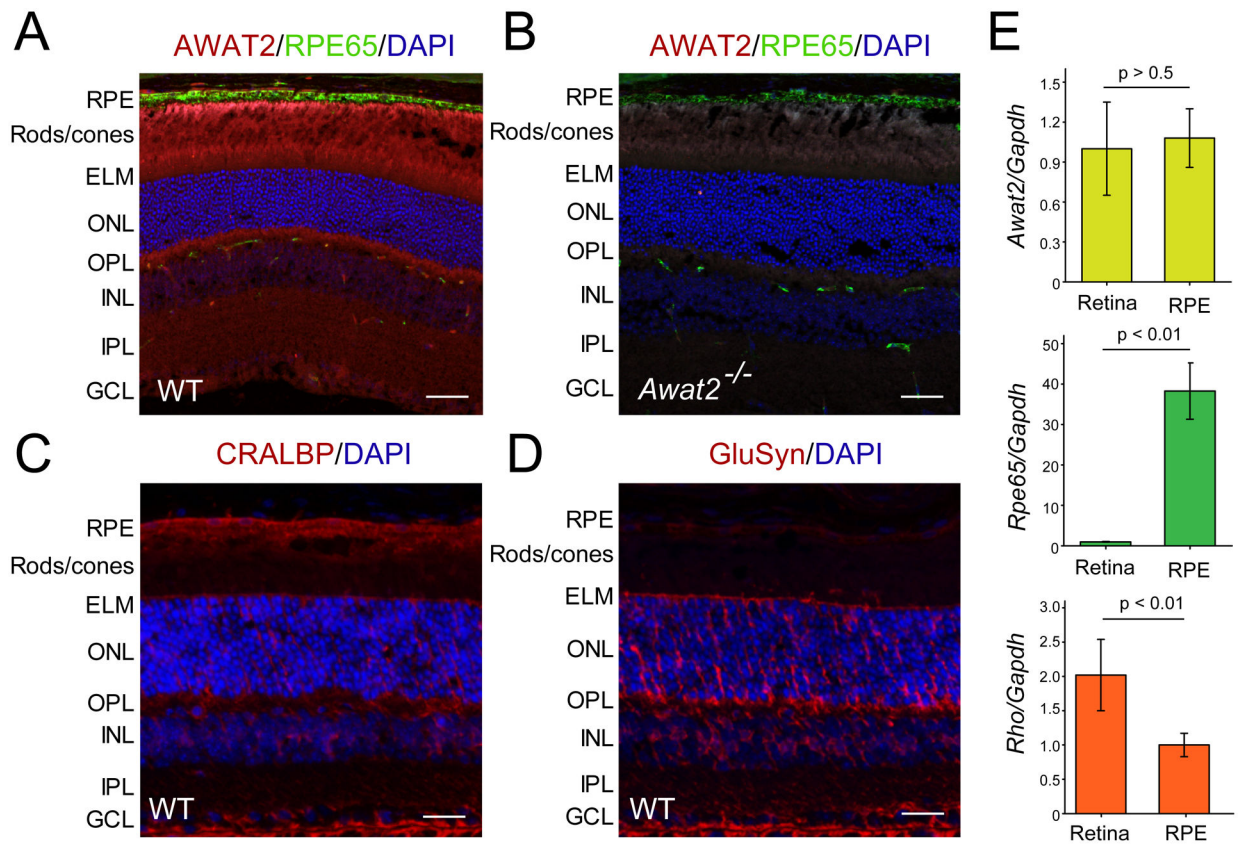 A
AWAT2/RPE65/DAPI
RPE
Rods/cones
ELM
ONL
OPL
INL
IPL
GCL
WT
B
AWAT2/RPE65/DAPI
RPE
Rods/cones
ELM
ONL
OPL
INL
IPL
GCL
Awat2-/-
C
CRALBP/DAPI
RPE
Rods/cones
ELM
ONL
OPL
INL
IPL
GCL
WT
D
GluSyn/DAPI
RPE
Rods/cones
ELM
ONL
OPL
INL
IPL
GCL
WT
E
p > 0.5
Awat2/Gapdh
1.5
1.2
0.9
0.6
0.3
0
Retina
RPE
p < 0.01
Rpe65/Gapdh
50
40
30
20
10
0
Retina
RPE
p < 0.01
Rho/Gapdh
3.0
2.5
2.0
1.5
1.0
0.5
0
Retina
RPE